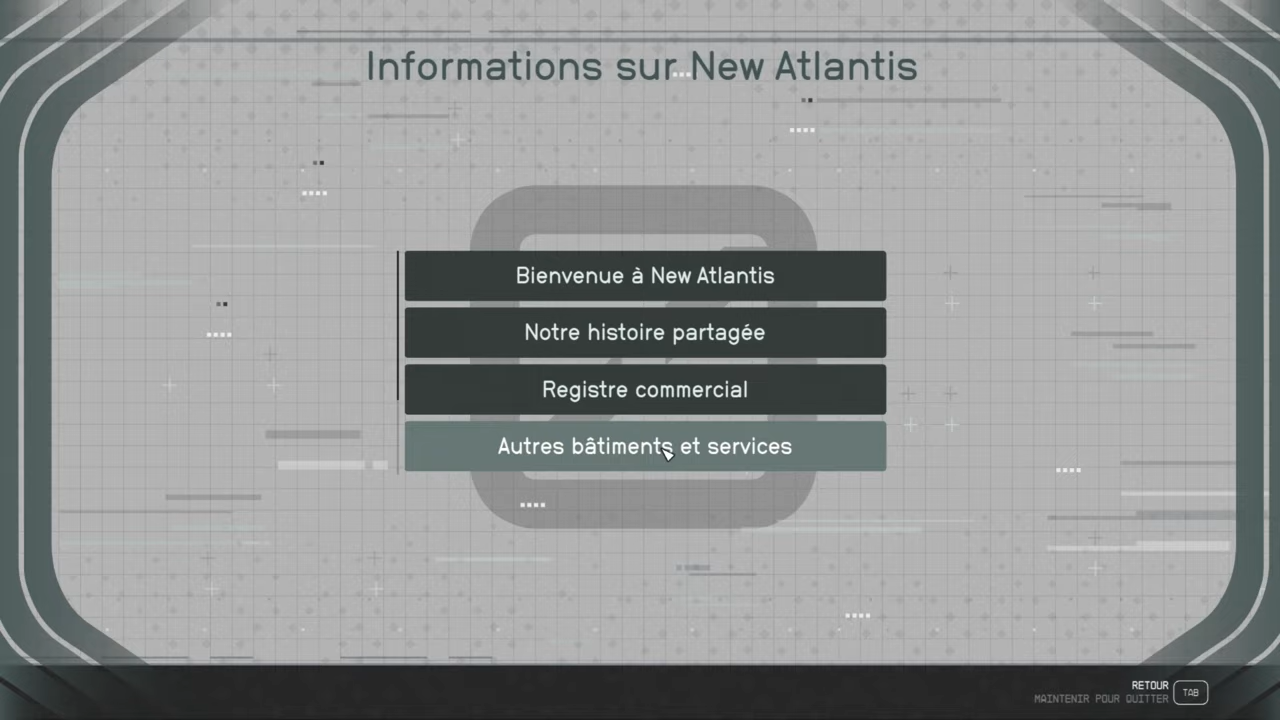 Informations sur New Atlantis
Bienvenue à New Atlantis
Notre histoire partagée
Registre commercial
Autres bâtiments et services
RETOUR
MAINTENIR POUR QUITTER
TAB